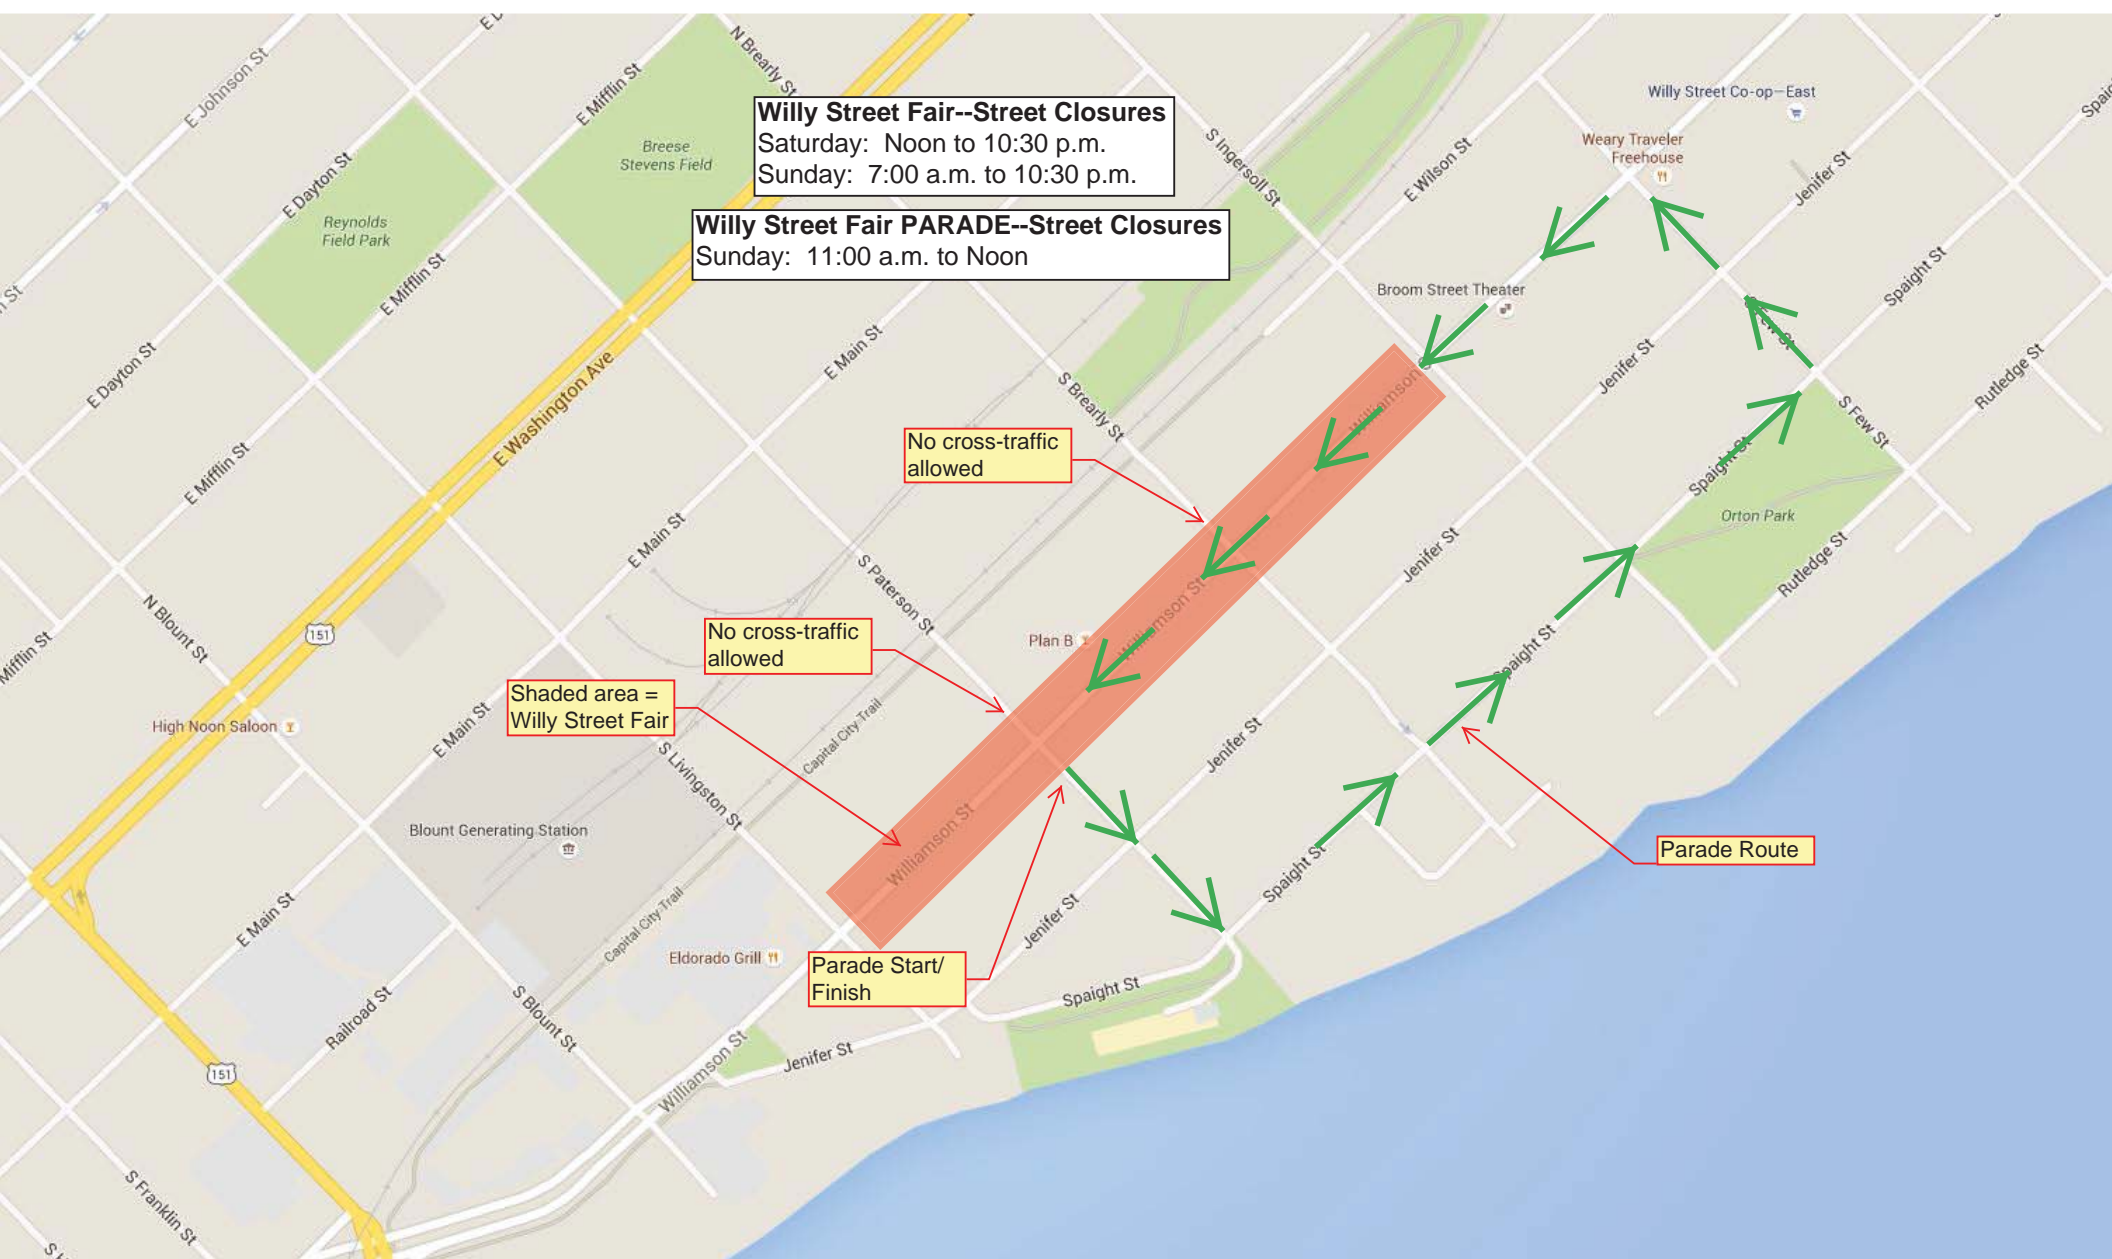 E Johnson St
N Brearly St
E Mifflin St
Willy Street Fair--Street Closures
Saturday:  Noon to 10:30 p.m.
Sunday:  7:00 a.m. to 10:30 p.m.
Willy Street Fair PARADE--Street Closures
Sunday:  11:00 a.m. to Noon
Willy Street Co-op—East
Weary Traveler
Freehouse
Breese
Stevens Field
E Dayton St
Reynolds
Field Park
S Ingersoll St
E Wilson St
Jenifer St
E Mifflin St
Broom Street Theater
Spaight St
E Main St
E Dayton St
E Washington Ave
S Brearly St
Jenifer St
S Few St
Rutledge St
No cross-traffic
allowed
E Mifflin St
Spaight St
Orton Park
E Main St
S Paterson St
Williamson St
Jenifer St
Rutledge St
N Blount St
151
No cross-traffic
allowed
Plan B
Williamson St
Spaight St
Mifflin St
Shaded area =
Willy Street Fair
High Noon Saloon
E Main St
Capital City Trail
Jenifer St
S Livingston St
Blount Generating Station
Williamson St
Parade Route
Spaight St
E Main St
Capital City Trail
Jenifer St
Eldorado Grill
Parade Start/
Finish
Spaight St
Railroad St
S Blount St
151
Williamson St
Jenifer St
S Franklin St